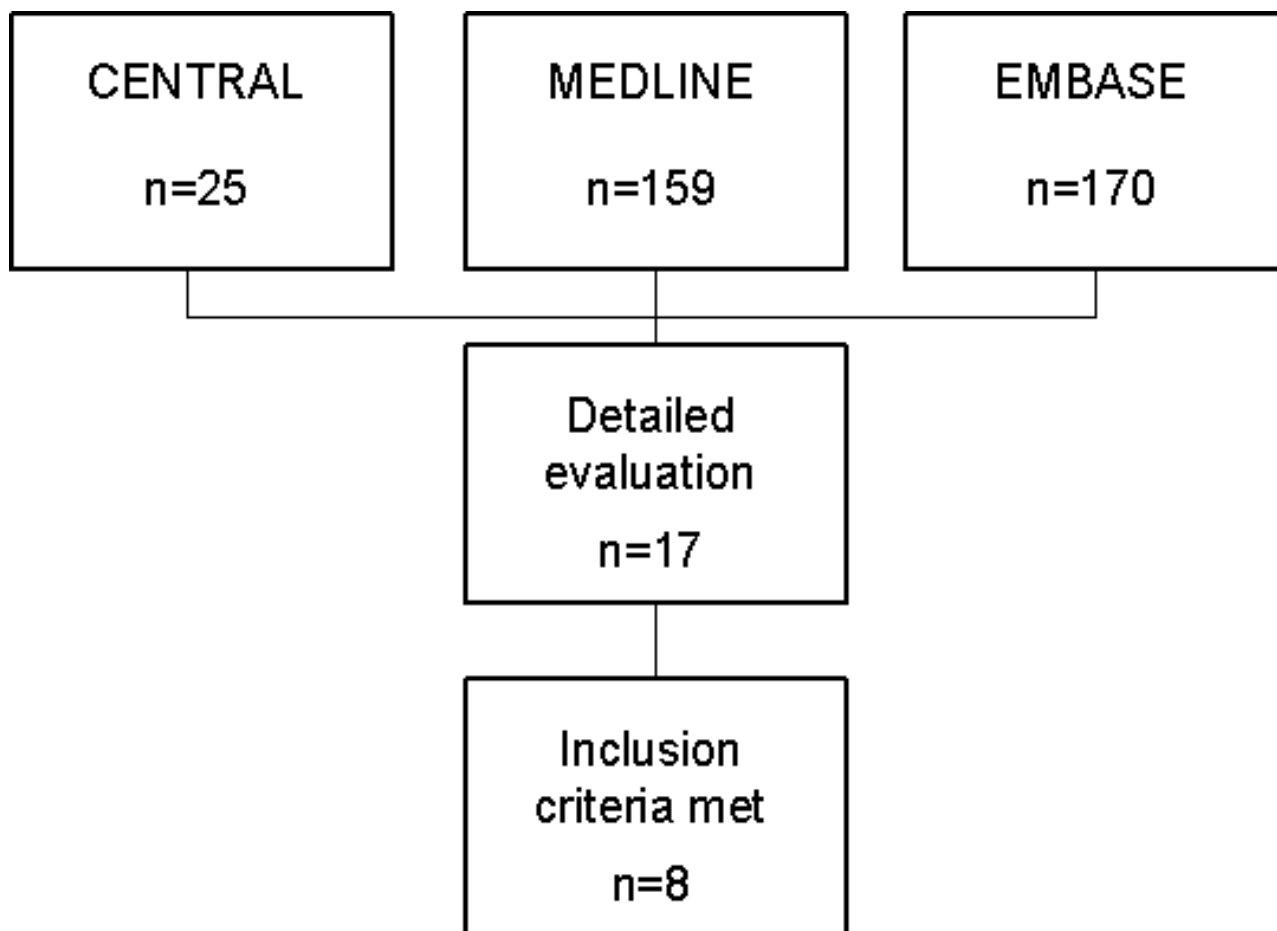 CENTRAL
n=25
MEDLINE
n=159
EMBASE
n=170
Detailed
evaluation
n=17
Inclusion
criteria met
n=8